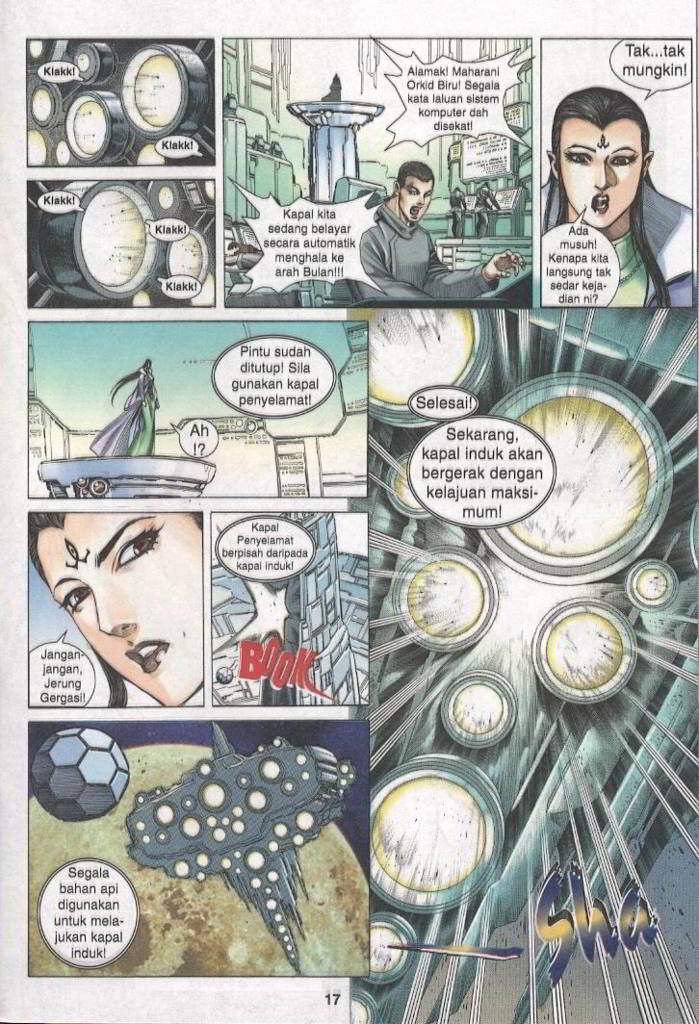 Klakk!
Klakk!
Klakk!
Klakk!
Klakk!
Alamak! Maharani
Orkid Biru! Segala
kata laluan sistem
komputer dah
disekat!
Kapal kita
sedang belayar
secara automatik
menghala ke
arah Bulan!!!
Tak...tak
mungkin!
Ada
musuh!
Kenapa kita
langsung tak
sedar keja-
dian ni?
Pintu sudah
ditutup! Sila
gunakan kapal
penyelamat!
Ah
!?
Selesai!
Sekarang,
kapal induk akan
bergerak dengan
kelajuan maksi-
mum!
Jangan-
jangan,
Jerung
Gergasi!
Kapal
Penyelamat
berpisah daripada
kapal induk!
BOOK
Segala
bahan api
digunakan
untuk mela-
jukan kapal
induk!
Sha
17